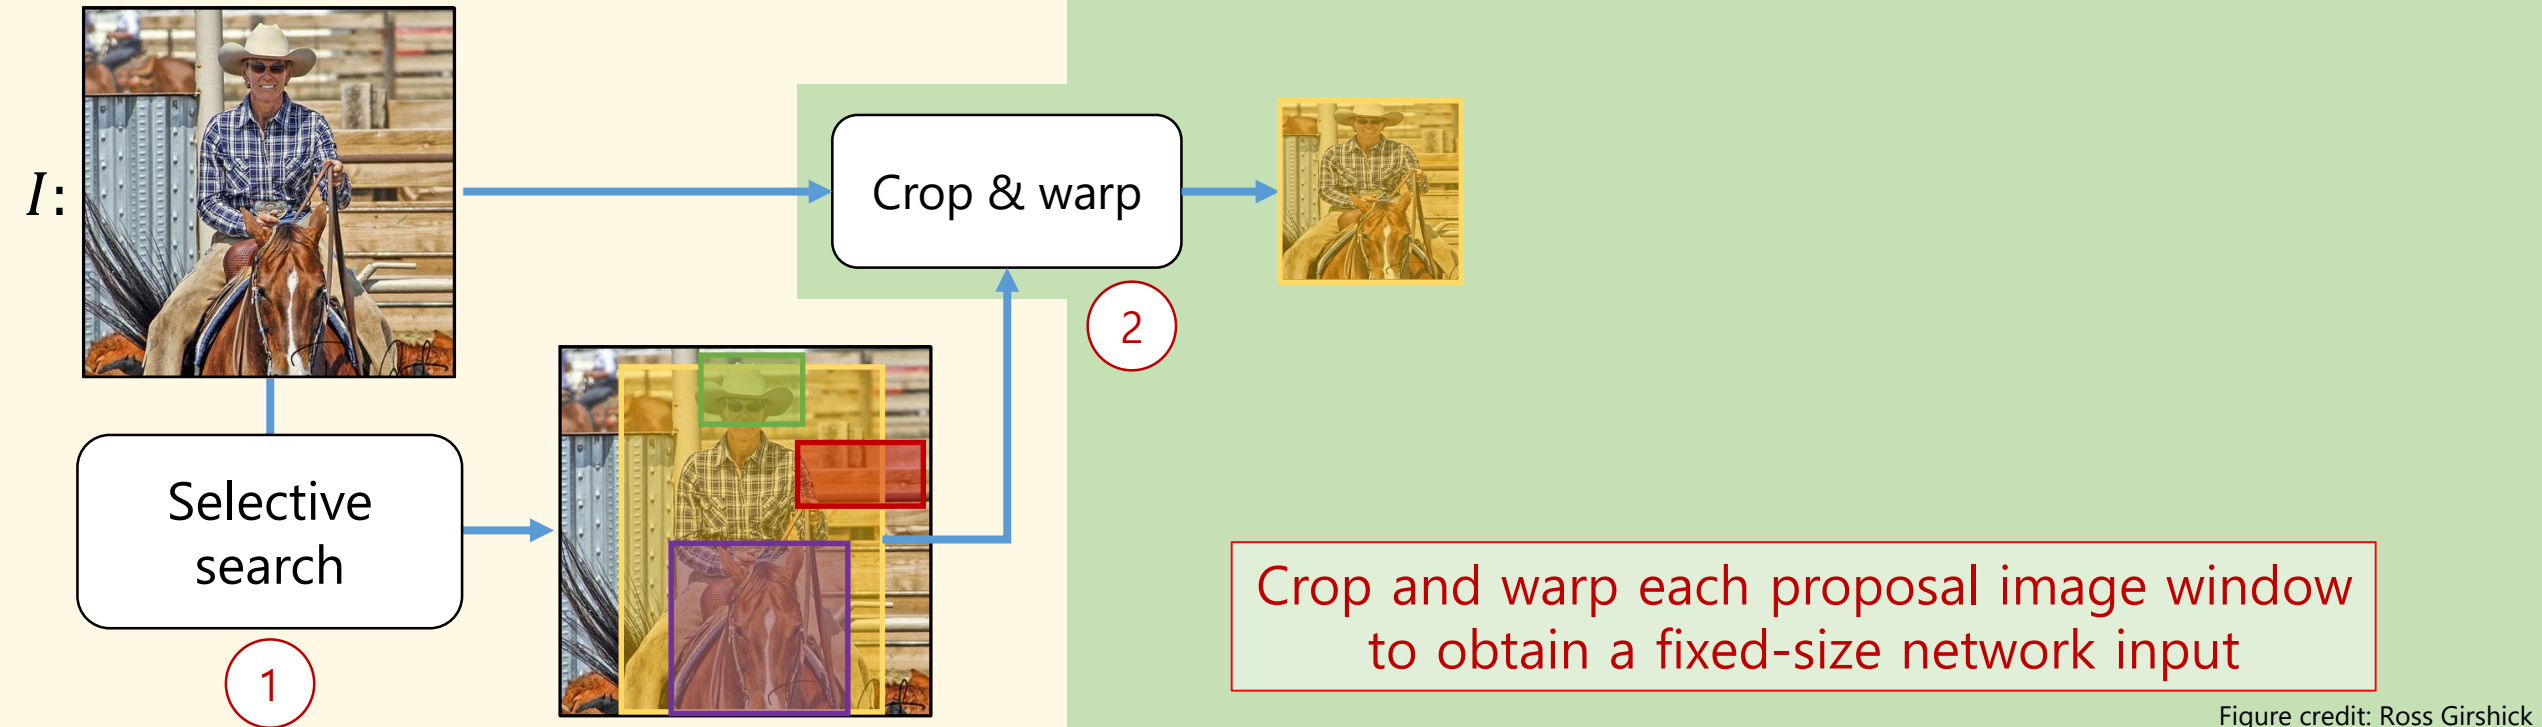 I:
Crop & warp
2
Selective
search
1
Crop and warp each proposal image window
to obtain a fixed-size network input
Figure credit: Ross Girshick